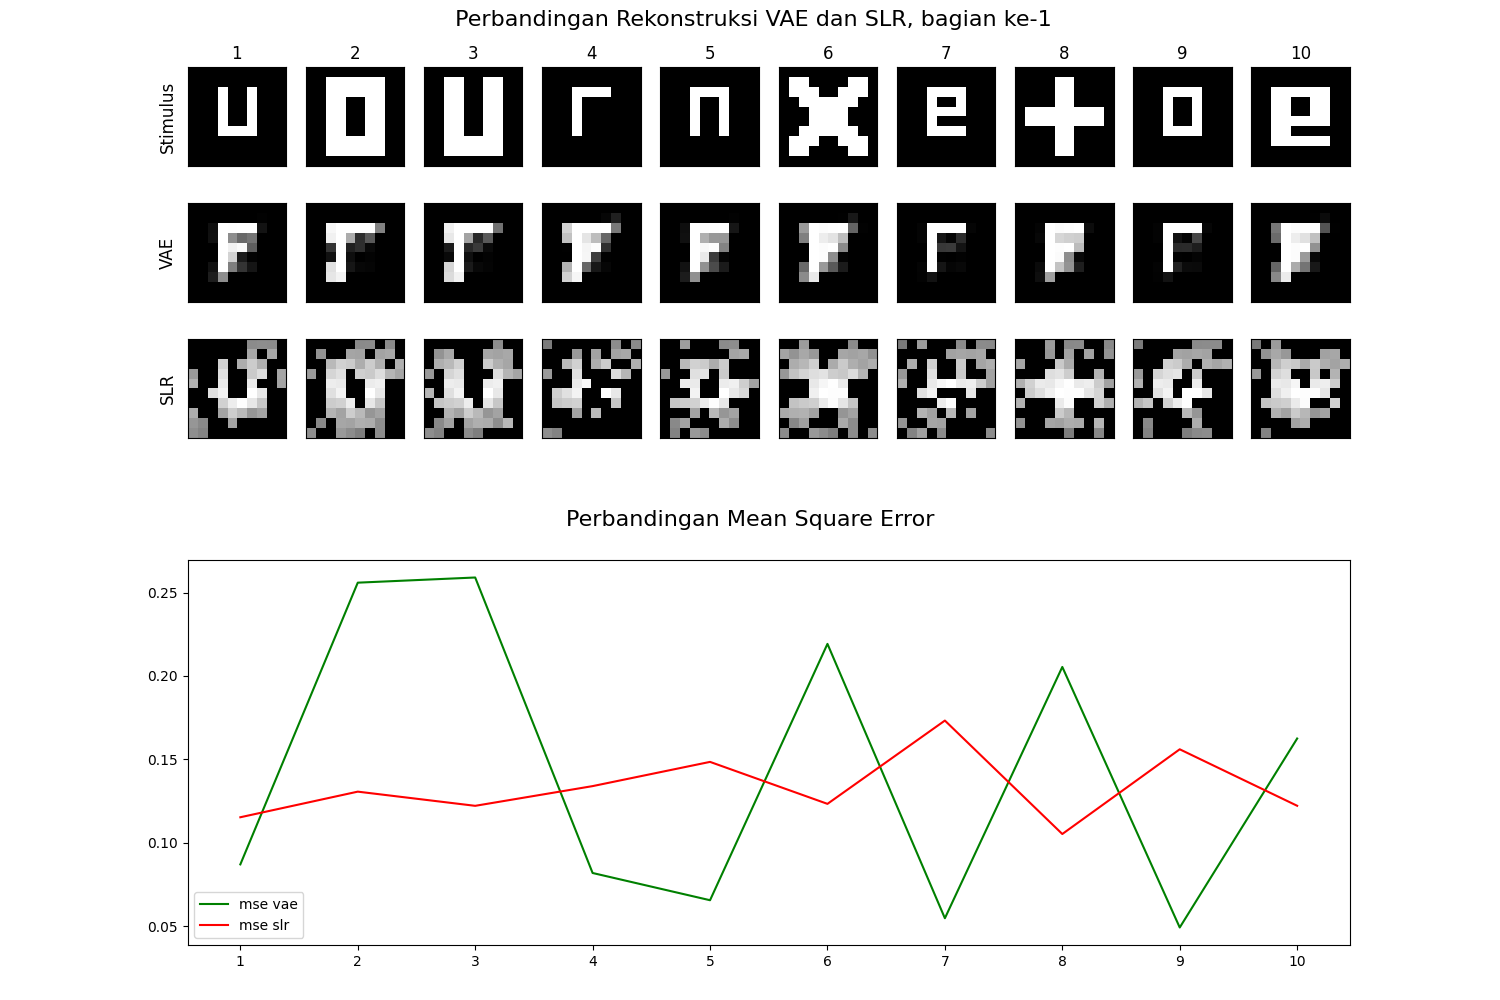 Perbandingan Rekonstruksi VAE dan SLR, bagian ke-1
1 2 3 4 5 6 7 8 9 10
Stimulus
u O U r n X e + o e
VAE
SLR
Perbandingan Mean Square Error
0.25
0.20
0.15
0.10
0.05
mse vae
mse slr
1 2 3 4 5 6 7 8 9 10